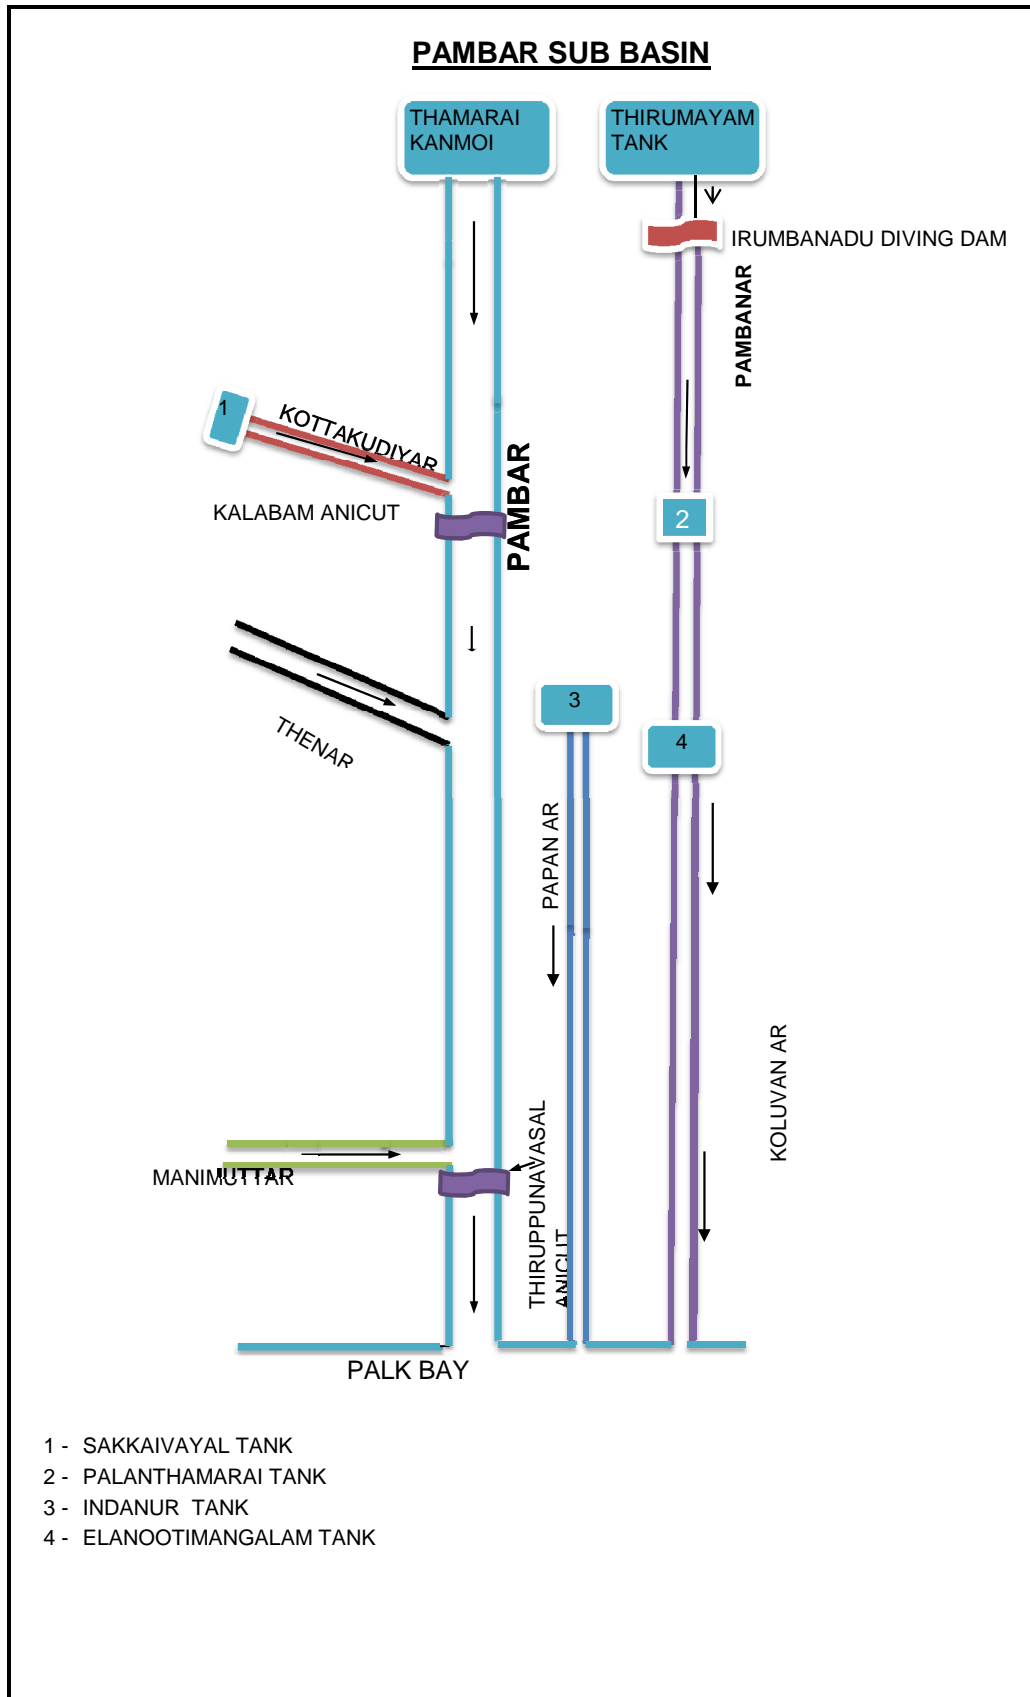 PAMBAR SUB BASIN
THAMARAI
KANMOI
THIRUMAYAM
TANK
IRUMBANADU DIVING DAM
PAMBANAR
1
KOTTAKUDIYAR
KALABAM ANICUT
PAMBAR
2
THENAR
3
4
PAPAN AR
KOLUVAN AR
MANIMUTTAR
THIRUPPUNAVASAL
ANICUT
PALK BAY
1 - SAKKAIVAYAL TANK
2 - PALANTHAMARAI TANK
3 - INDANUR TANK
4 - ELANOOTIMANGALAM TANK